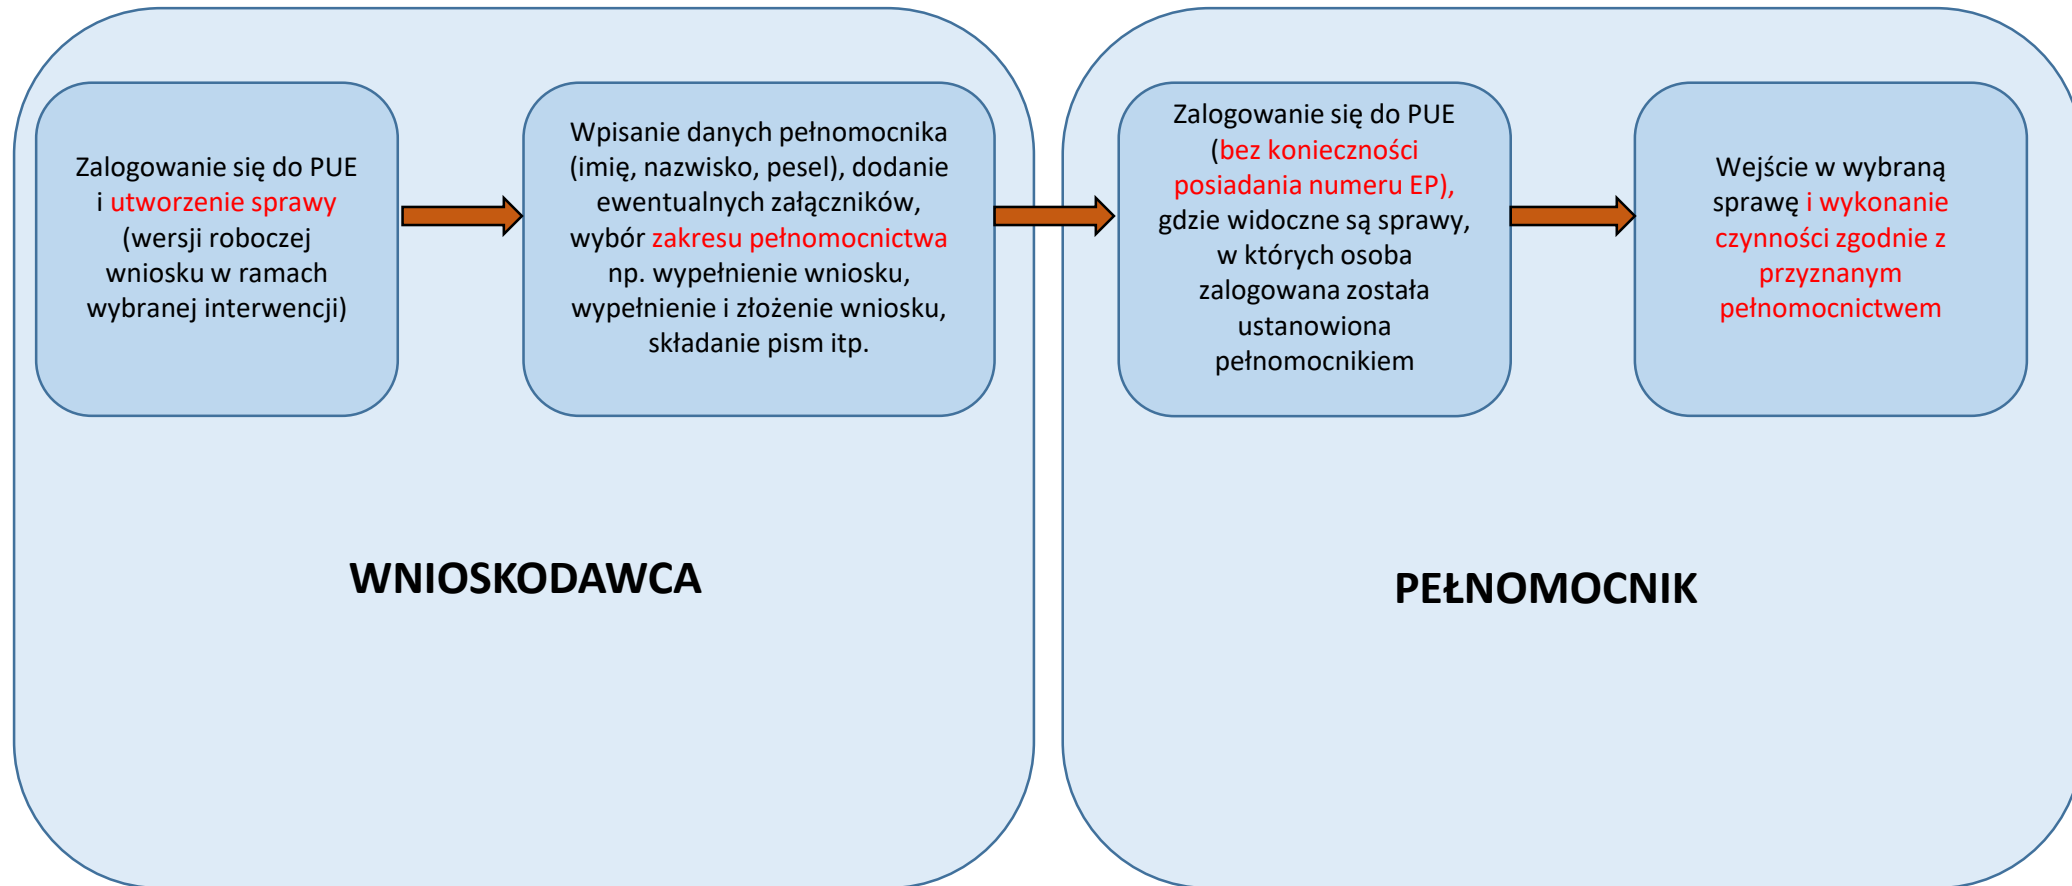 Zalogowanie się do PUE
i utworzenie sprawy
(wersji roboczej
wniosku w ramach
wybranej interwencji)
Wpisanie danych pełnomocnika
(imię, nazwisko, pesel), dodanie
ewentualnych załączników,
wybór zakresu pełnomocnictwa
np. wypełnienie wniosku,
wypełnienie i złożenie wniosku,
składanie pism itp.
WNIOSKODAWCA
Zalogowanie się do PUE
(bez konieczności
posiadania numeru EP),
gdzie widoczne są sprawy,
w których osoba
zalogowana została
ustanowiona
pełnomocnikiem
Wejście w wybraną
sprawę i wykonanie
czynności zgodnie z
przyznanym
pełnomocnictwem
PEŁNOMOCNIK